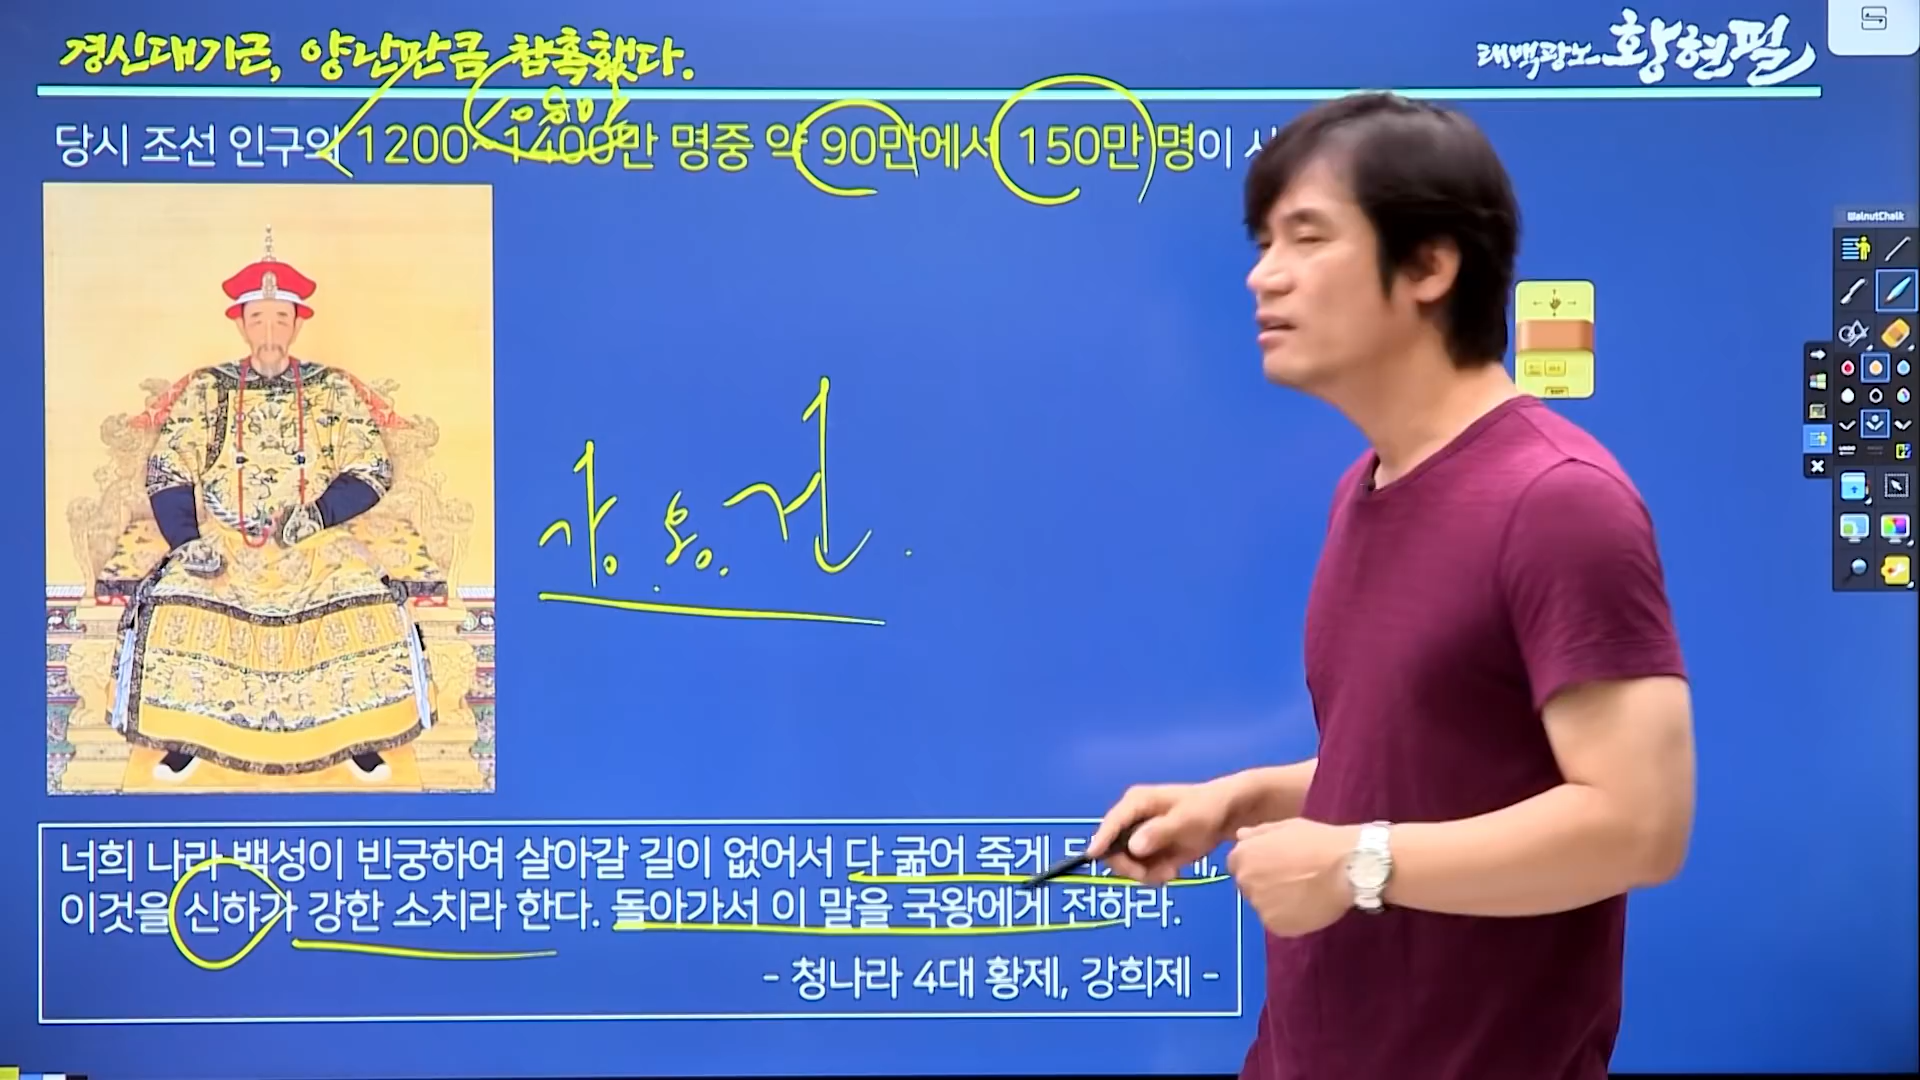 경신대기근, 양난만큼 참혹했다.
태백광노 황현필
당시 조선 인구의 1200~1400만 명중 약 90만에서 150만 명이 사
WalnutChalk
강.옹.건.
너희 나라 백성이 빈궁하여 살아갈 길이 없어서 다 굶어 죽게
이것을 신하가 강한 소치라 한다. 돌아가서 이 말을 국왕에게 전하라.
- 청나라 4대 황제, 강희제 -